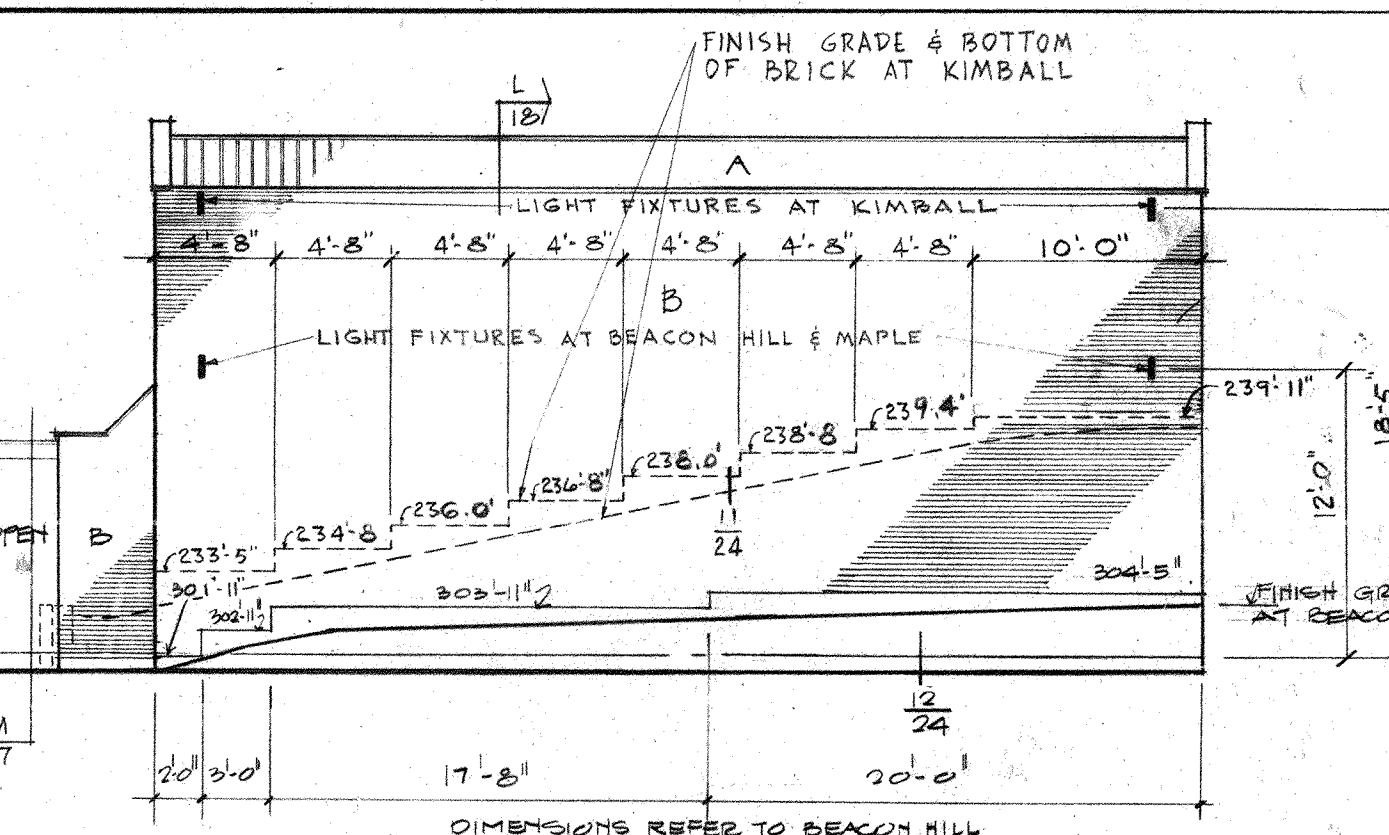 FINISH GRADE & BOTTOM
OF BRICK AT KIMBALL
L
18
A
LIGHT FIXTURES AT KIMBALL
4'-8" 4'-8" 4'-8" 4'-8" 4'-8" 4'-8" 4'-8" 10'-0"
B
LIGHT FIXTURES AT BEACON HILL & MAPLE
239'-11"
18'-5"
12'-0"
239.4'
238'-8
238.0'
236'-8"
236.0'
234'-8
233'-5"
11
24
B
301'-11"
302'-11"
303'-11"
304'-5"
FINISH GR
AT BEACO
12
24
2'-0" 3'-0" 17'-8" 20'-0"
DIMENSIONS REFER TO BEACON HILL